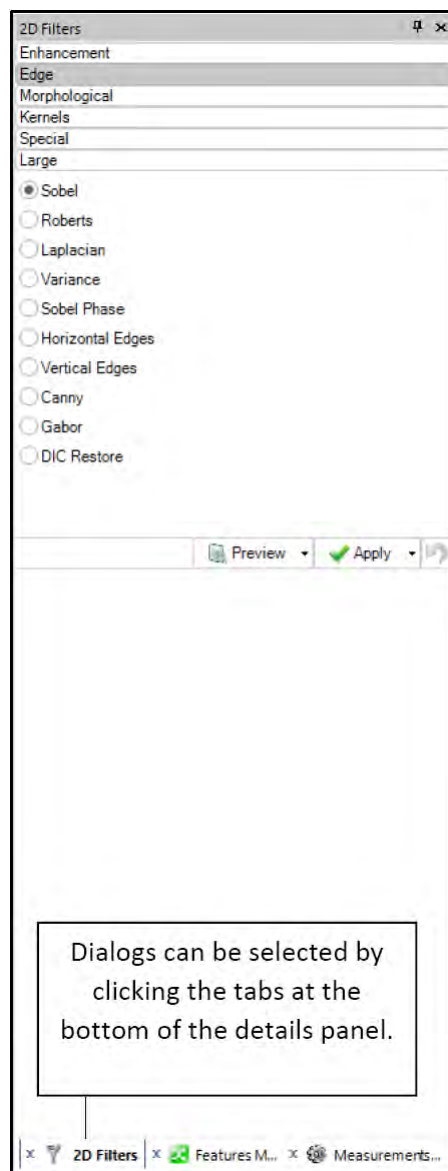 2D Filters
Enhancement
Edge
Morphological
Kernels
Special
Large
Sobel
Roberts
Laplacian
Variance
Sobel Phase
Horizontal Edges
Vertical Edges
Canny
Gabor
DIC Restore
Preview Apply
Dialogs can be selected by
clicking the tabs at the
bottom of the details panel.
x 2D Filters x Features M... x Measurements...